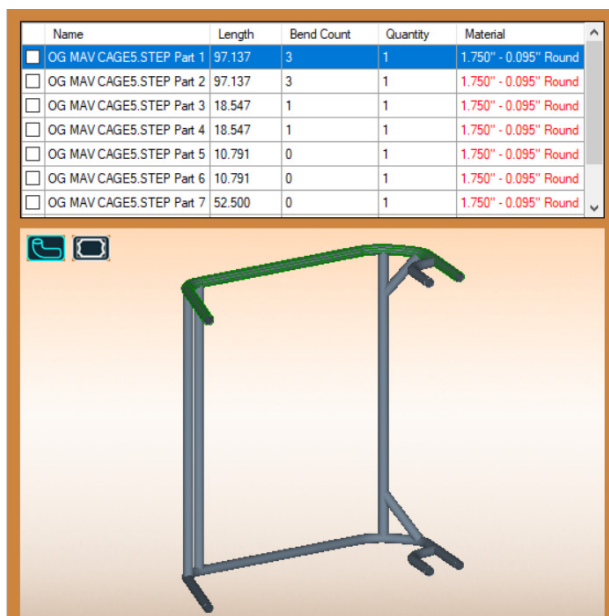 Name Length Bend Count Quantity Material
OG MAV CAGE5.STEP Part 1 97.137 3 1 1.750" - 0.095" Round
OG MAV CAGE5.STEP Part 2 97.137 3 1 1.750" - 0.095" Round
OG MAV CAGE5.STEP Part 3 18.547 1 1 1.750" - 0.095" Round
OG MAV CAGE5.STEP Part 4 18.547 1 1 1.750" - 0.095" Round
OG MAV CAGE5.STEP Part 5 10.791 0 1 1.750" - 0.095" Round
OG MAV CAGE5.STEP Part 6 10.791 0 1 1.750" - 0.095" Round
OG MAV CAGE5.STEP Part 7 52.500 0 1 1.750" - 0.095" Round